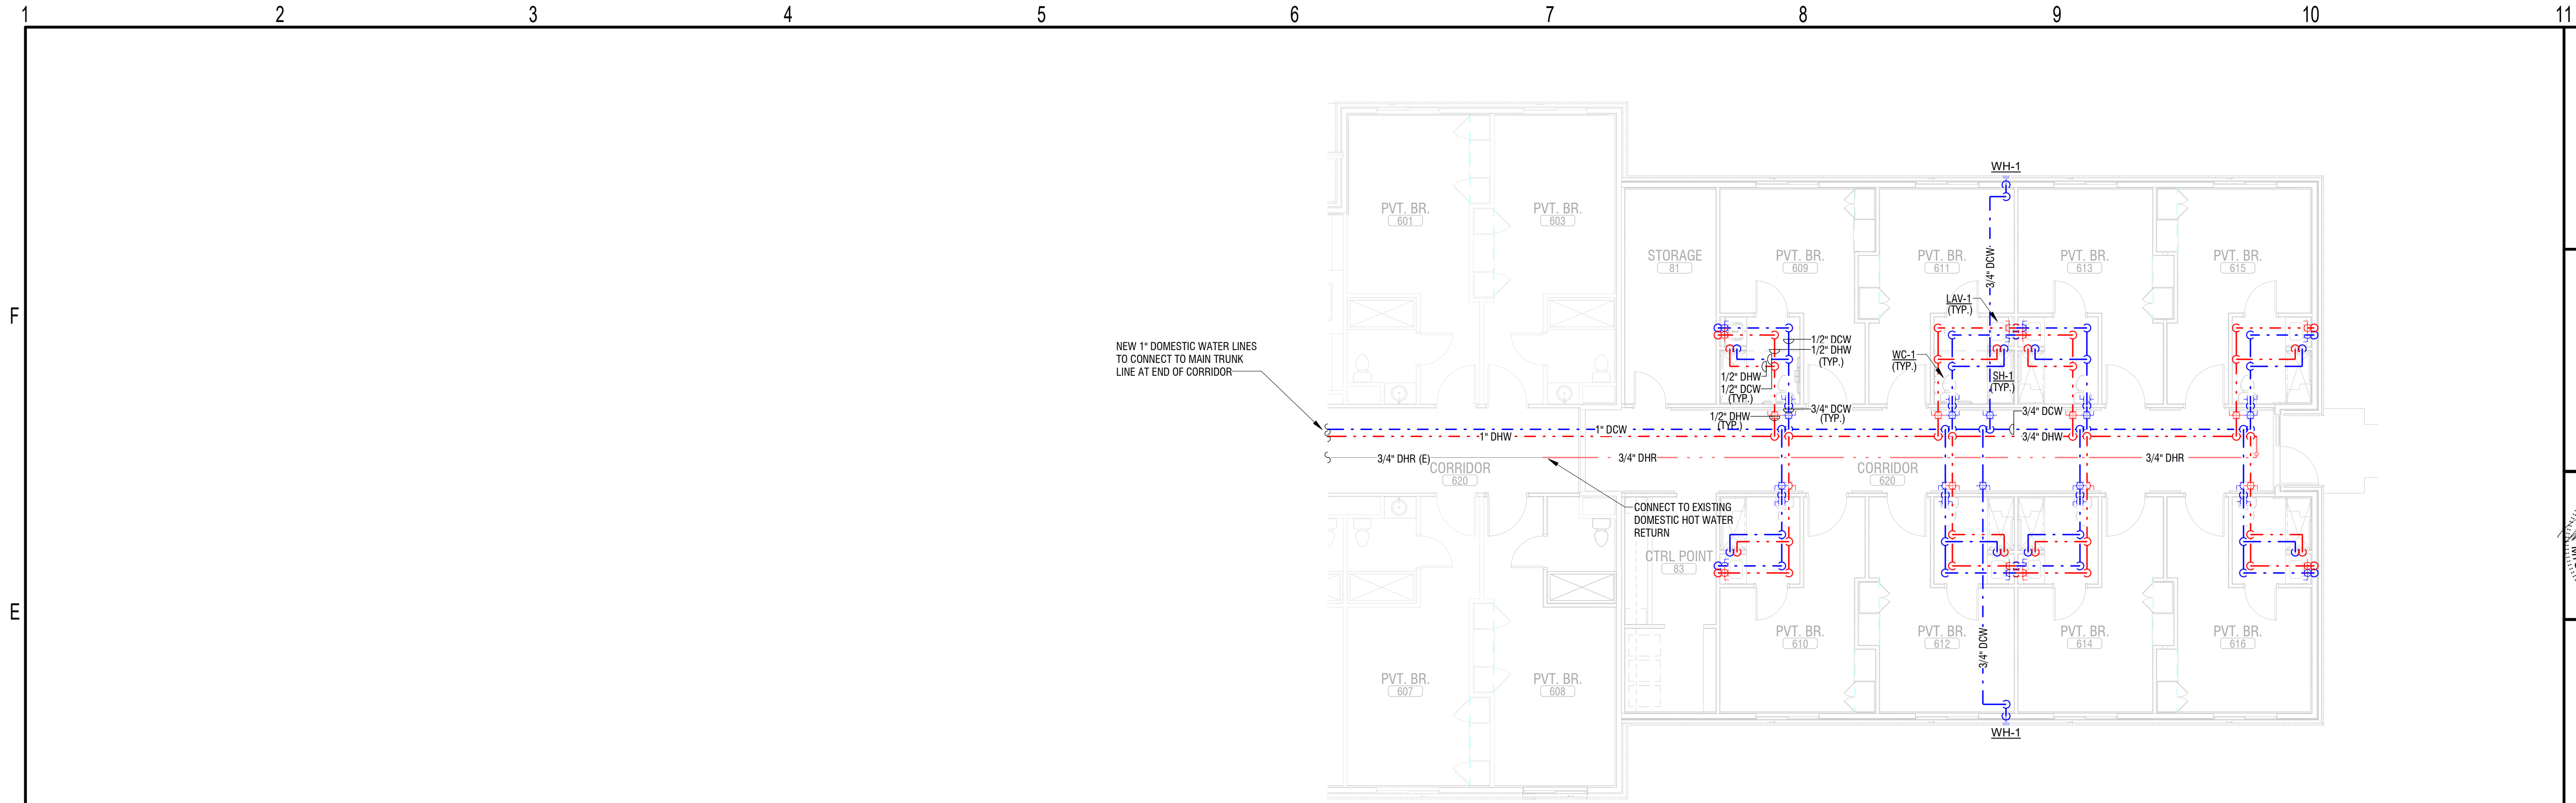 1 2 3 4 5 6 7 8 9 10 11
WH-1
PVT. BR.
601
PVT. BR.
603
STORAGE
81
PVT. BR.
609
PVT. BR.
611
PVT. BR.
613
PVT. BR.
615
3/4" DCW
F
LAV-1
(TYP.)
NEW 1" DOMESTIC WATER LINES
TO CONNECT TO MAIN TRUNK
LINE AT END OF CORRIDOR
1/2" DCW
1/2" DHW
(TYP.)
WC-1
(TYP.)
1/2" DHW
1/2" DCW
(TYP.)
SH-1
(TYP.)
1/2" DHW
(TYP.)
3/4" DCW
(TYP.)
3/4" DCW
1" DCW
1" DHW
3/4" DHW
3/4" DHR (E)
3/4" DHR
3/4" DHR
CORRIDOR
620
CORRIDOR
620
CONNECT TO EXISTING
DOMESTIC HOT WATER
RETURN
CTRL POINT
83
E
PVT. BR.
610
PVT. BR.
612
PVT. BR.
614
PVT. BR.
616
3/4" DCW
PVT. BR.
607
PVT. BR.
608
WH-1